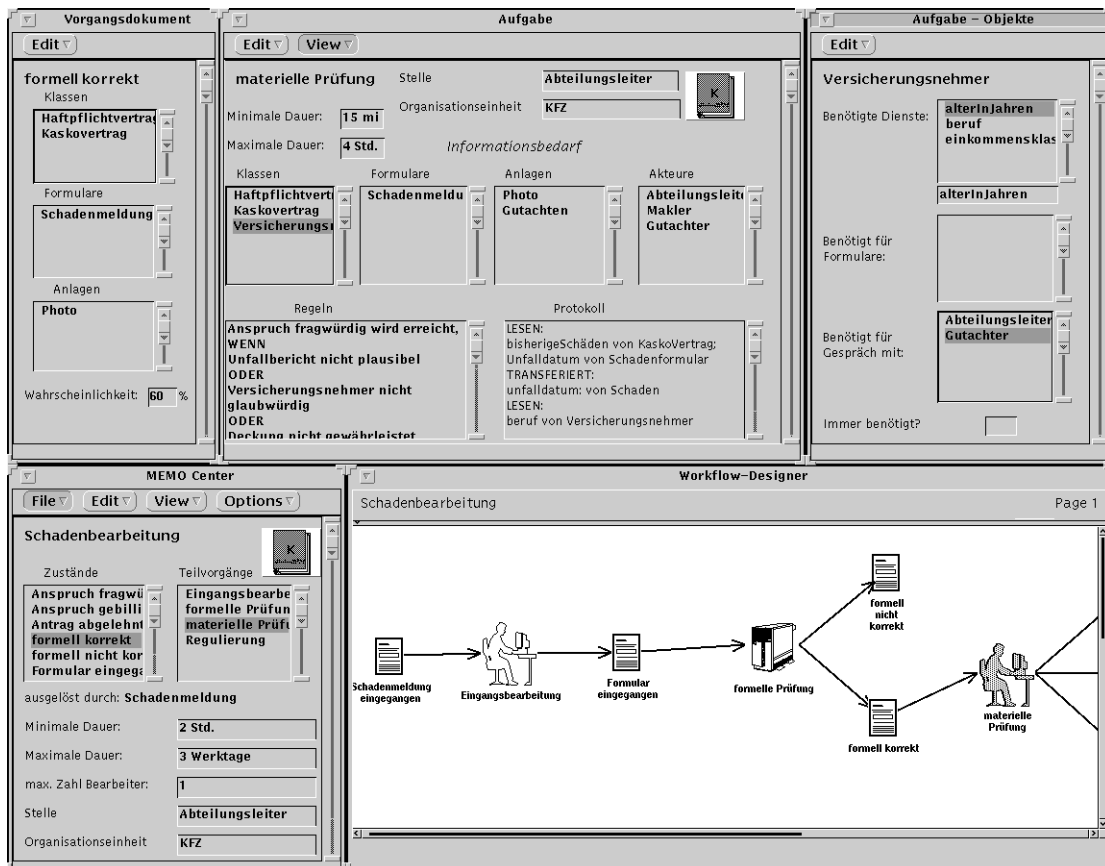 Vorgangsdokument
Edit
formell korrekt
Klassen
Haftpflichtvertrag
Kaskovertrag
Formulare
Schadenmeldung
Anlagen
Photo
Wahrscheinlichkeit: 60 %
Aufgabe
Edit View
materielle Prüfung
Stelle Abteilungsleiter
Organisationseinheit KFZ
K
Minimale Dauer: 15 mi
Maximale Dauer: 4 Std.
Informationsbedarf
Klassen Formulare Anlagen Akteure
Haftpflichtvert
Kaskovertrag
Versicherungsn
Schadenmeldu
Photo
Gutachten
Abteilungsleite
Makler
Gutachter
Regeln
Anspruch fragwürdig wird erreicht,
WENN
Unfallbericht nicht plausibel
ODER
Versicherungsnehmer nicht
glaubwürdig
ODER
Deckung nicht gewährleistet
Protokoll
LESEN:
bisherigeSchäden von KaskoVertrag;
Unfalldatum von Schadenformular
TRANSFERIERT:
unfalldatum: von Schaden
LESEN:
beruf von Versicherungsnehmer
Aufgabe – Objekte
Edit
Versicherungsnehmer
Benötigte Dienste:
alterInJahren
beruf
einkommensklas
alterInJahren
Benötigt für
Formulare:
Benötigt für
Gespräch mit:
Abteilungsleiter
Gutachter
Immer benötigt?
MEMO Center
File Edit View Options
Schadenbearbeitung
K
Zustände Teilvorgänge
Anspruch fragwü
Anspruch gebilli
Antrag abgelehnt
formell korrekt
formell nicht kor
Formular eingega
Eingangsbearbe
formelle Prüfun
materielle Prüfu
Regulierung
ausgelöst durch: Schadenmeldung
Minimale Dauer: 2 Std.
Maximale Dauer: 3 Werktage
max. Zahl Bearbeiter: 1
Stelle Abteilungsleiter
Organisationseinheit KFZ
Workflow–Designer
Schadenbearbeitung Page 1
Schadenmeldung
eingegangen
Eingangsbearbeitung
Formular
eingegangen
formelle Prüfung
formell
nicht
korrekt
formell korrekt
materielle
Prüfung